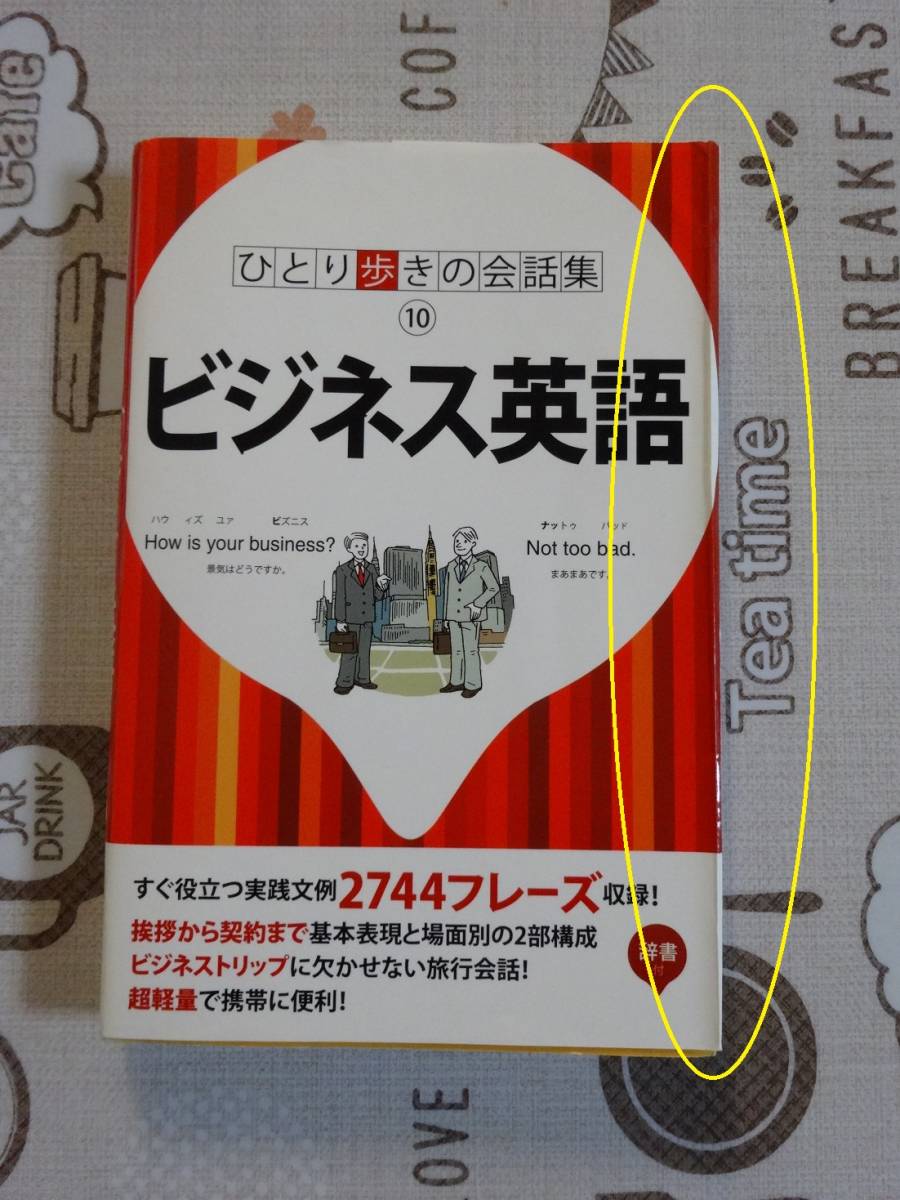 ひとり歩きの会話集
⑩
ビジネス英語
ハウ ィズ ユァ ビズニス
How is your business?
景気はどうですか。
ナットゥ バッド
Not too bad.
まあまあです。
すぐ役立つ実践文例2744フレーズ収録!
挨拶から契約まで基本表現と場面別の2部構成
ビジネストリップに欠かせない旅行会話!
超軽量で携帯に便利!
辞書
付
Cafe
COF
BREAKFAS
Tea time
JAR
DRINK
OVE